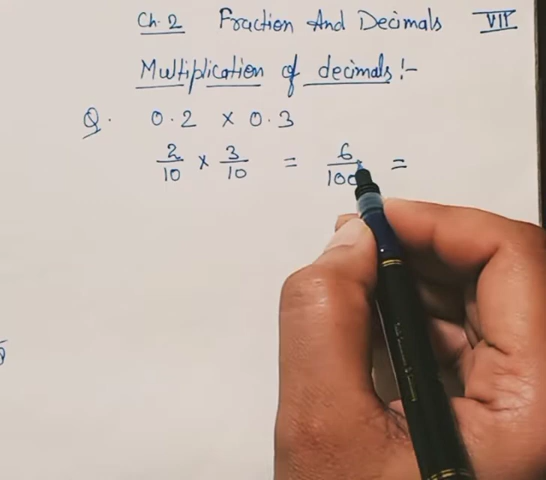 Ch. 2 Fraction And Decimals VII
Multiplication of decimals :-
Q. 0.2 × 0.3
2/10 × 3/10 = 6/100 =